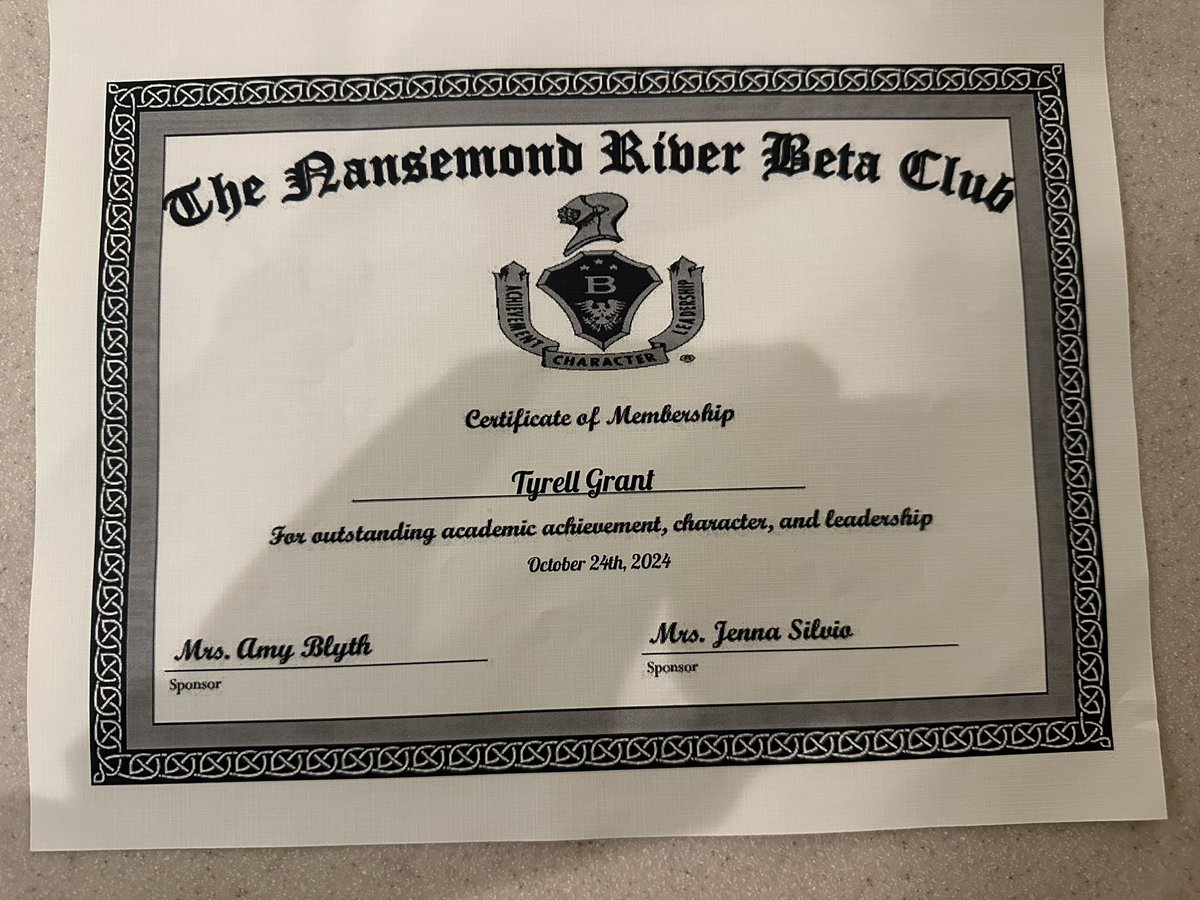 The Nansemond River Beta Club
B
ACHIEVEMENT
CHARACTER
LEADERSHIP
®
Certificate of Membership
Tyrell Grant
For outstanding academic achievement, character, and leadership
October 24th, 2024
Mrs. Amy Blyth
Sponsor
Mrs. Jenna Silvio
Sponsor